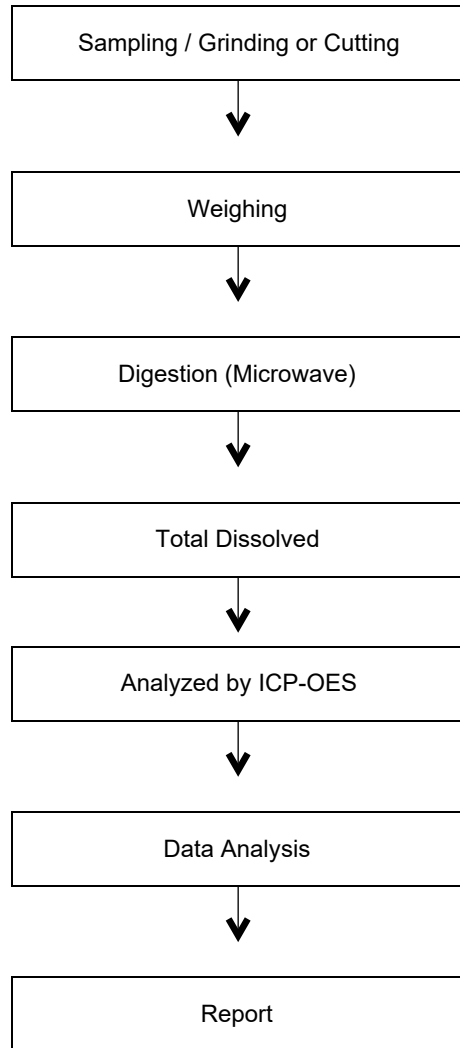 Sampling / Grinding or Cutting
Weighing
Digestion (Microwave)
Total Dissolved
Analyzed by ICP-OES
Data Analysis
Report